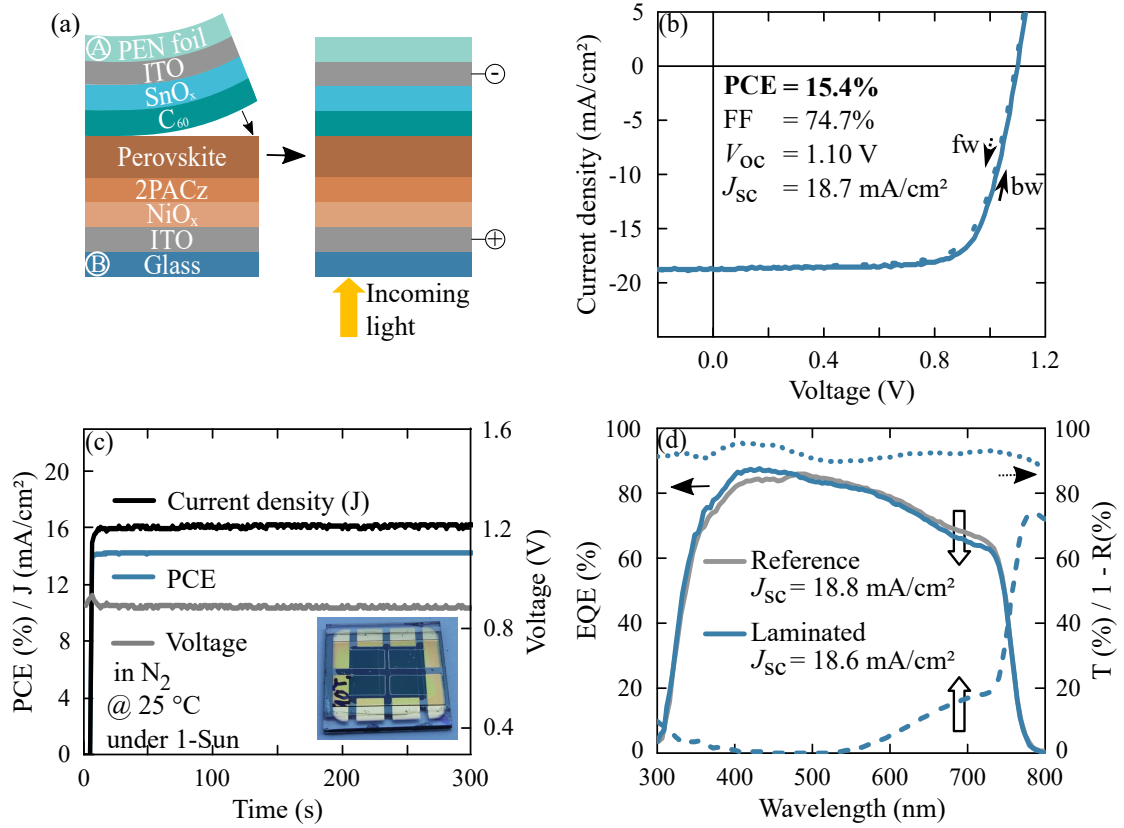 (a)
A PEN foil
ITO
SnOₓ
C₆₀
Perovskite
2PACz
NiOₓ
ITO
B Glass
-
+
Incoming
light
(b)
Current density (mA/cm²)
5
0
-5
-10
-15
-20
PCE = 15.4%
FF = 74.7%
Voc = 1.10 V
Jsc = 18.7 mA/cm²
fw
bw
0.0 0.4 0.8 1.2
Voltage (V)
(c)
PCE (%) / J (mA/cm²)
20
16
12
8
4
0
Current density (J)
PCE
Voltage
in N₂
@ 25 °C
under 1-Sun
1.6
1.2
0.8
0.4
Voltage (V)
0 100 200 300
Time (s)
(d)
EQE (%)
100
80
60
40
20
0
Reference
Jsc = 18.8 mA/cm²
Laminated
Jsc = 18.6 mA/cm²
100
80
60
40
20
0
T (%) / 1 - R(%)
300 400 500 600 700 800
Wavelength (nm)